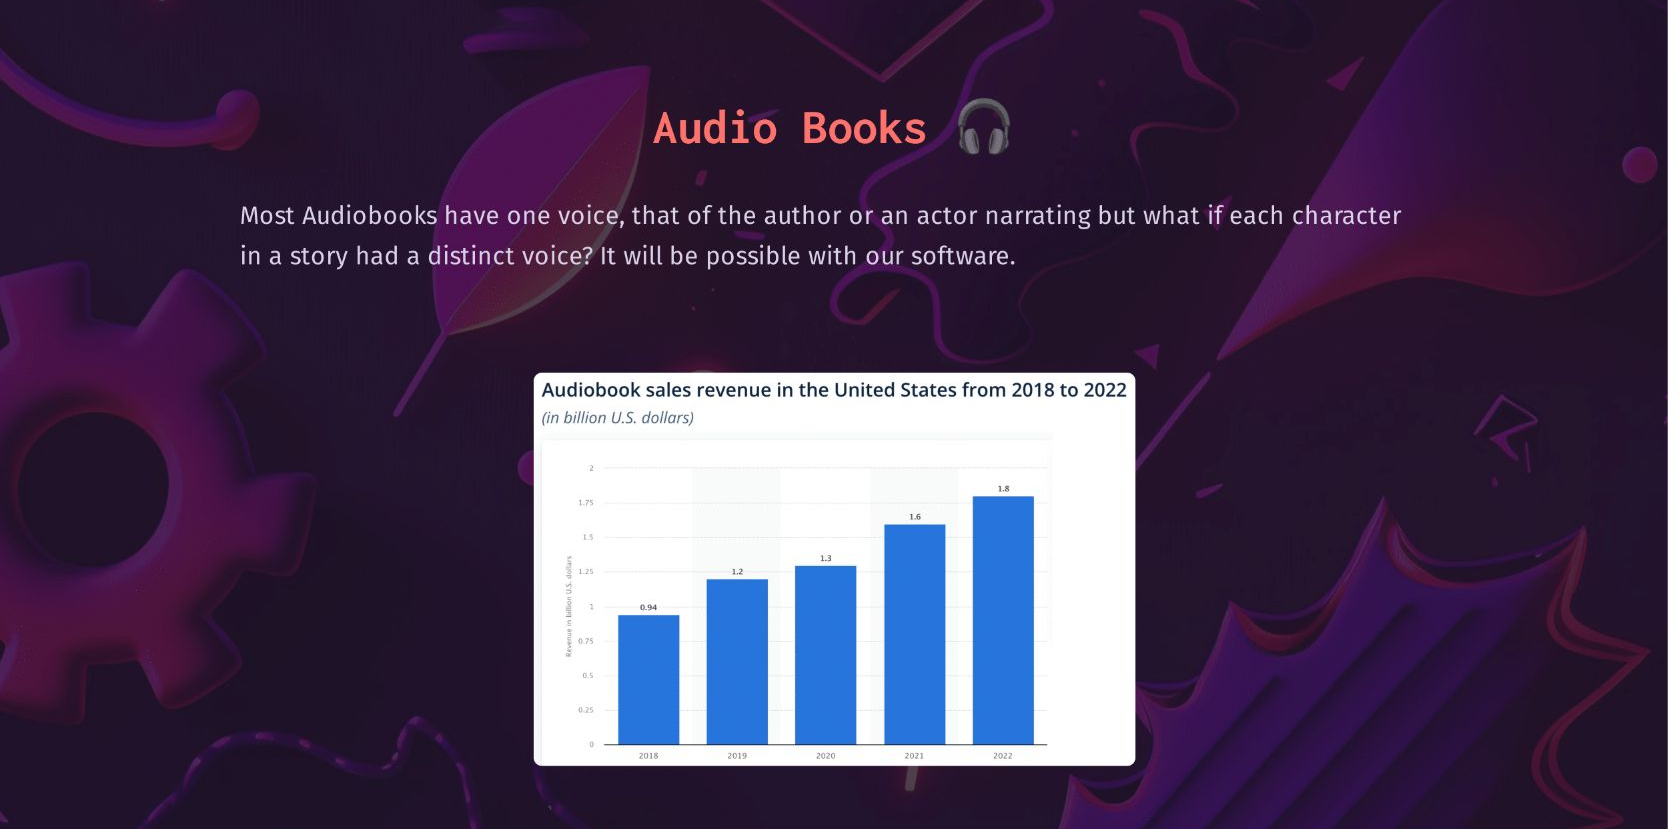 Audio Books 🎧
Most Audiobooks have one voice, that of the author or an actor narrating but what if each character
in a story had a distinct voice? It will be possible with our software.
Audiobook sales revenue in the United States from 2018 to 2022
(in billion U.S. dollars)
Revenue in billion U.S. dollars
2
1.75
1.5
1.25
1
0.75
0.5
0.25
0
0.94
1.2
1.3
1.6
1.8
2018 2019 2020 2021 2022